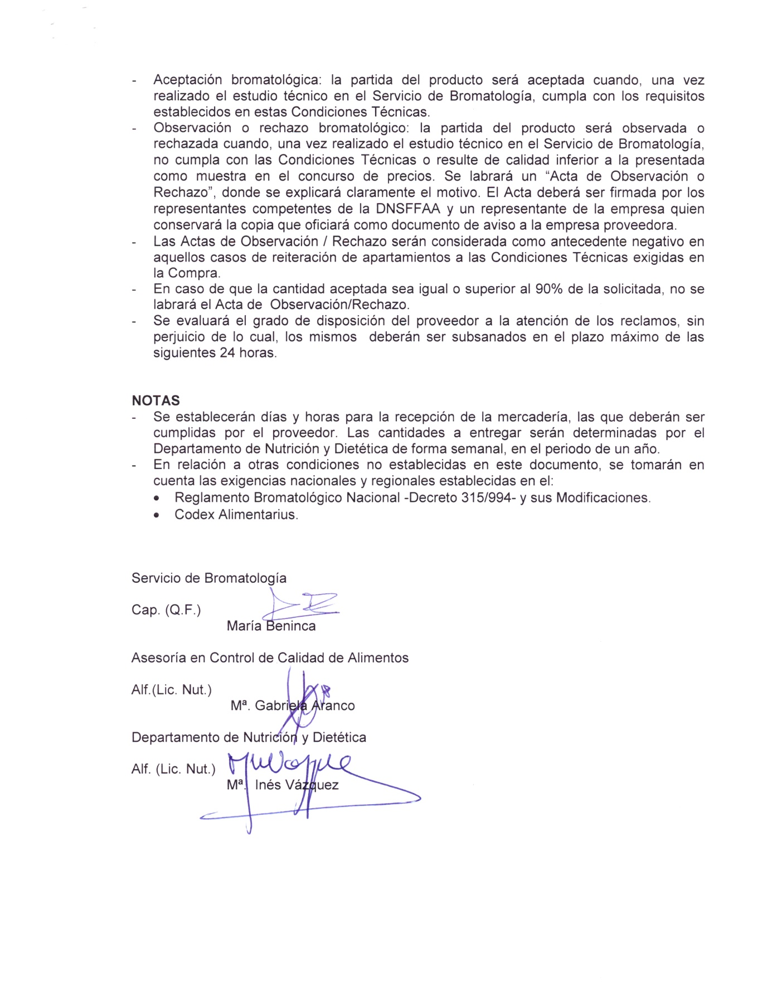 - Aceptación bromatológica: la partida del producto será aceptada cuando, una vez
realizado el estudio técnico en el Servicio de Bromatología, cumpla con los requisitos
establecidos en estas Condiciones Técnicas.
- Observación o rechazo bromatológico: la partida del producto será observada o
rechazada cuando, una vez realizado el estudio técnico en el Servicio de Bromatología,
no cumpla con las Condiciones Técnicas o resulte de calidad inferior a la presentada
como muestra en el concurso de precios. Se labrará un “Acta de Observación o
Rechazo”, donde se explicará claramente el motivo. El Acta deberá ser firmada por los
representantes competentes de la DNSFFAA y un representante de la empresa quien
conservará la copia que oficiará como documento de aviso a la empresa proveedora.
- Las Actas de Observación / Rechazo serán considerada como antecedente negativo en
aquellos casos de reiteración de apartamientos a las Condiciones Técnicas exigidas en
la Compra.
- En caso de que la cantidad aceptada sea igual o superior al 90% de la solicitada, no se
labrará el Acta de  Observación/Rechazo.
- Se evaluará el grado de disposición del proveedor a la atención de los reclamos, sin
perjuicio de lo cual, los mismos  deberán ser subsanados en el plazo máximo de las
siguientes 24 horas.
NOTAS
- Se establecerán días y horas para la recepción de la mercadería, las que deberán ser
cumplidas por el proveedor. Las cantidades a entregar serán determinadas por el
Departamento de Nutrición y Dietética de forma semanal, en el periodo de un año.
- En relación a otras condiciones no establecidas en este documento, se tomarán en
cuenta las exigencias nacionales y regionales establecidas en el:
• Reglamento Bromatológico Nacional -Decreto 315/994- y sus Modificaciones.
• Codex Alimentarius.
Servicio de Bromatología
Cap. (Q.F.)
María Beninca
Asesoría en Control de Calidad de Alimentos
Alf.(Lic. Nut.)
Mª. Gabriela Aranco
Departamento de Nutrición y Dietética
Alf. (Lic. Nut.)
Mª. Inés Vázquez